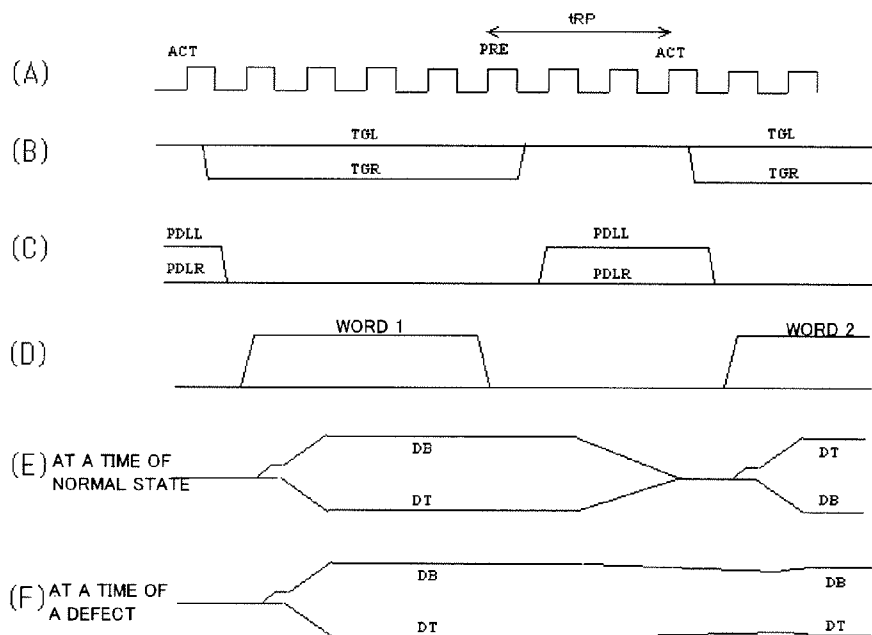 tRP
ACT PRE ACT
(A)
(B) TGL TGL
TGR TGR
(C) PDLL PDLL
PDLR PDLR
(D) WORD 1 WORD 2
(E) AT A TIME OF
NORMAL STATE
DB DT
DT DB
(F) AT A TIME OF
A DEFECT
DB DB
DT DT